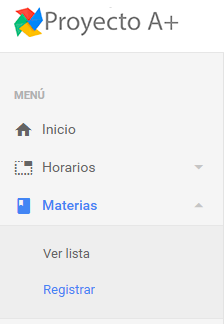 Proyecto A+
MENÚ
Inicio
Horarios
Materias
Ver lista
Registrar